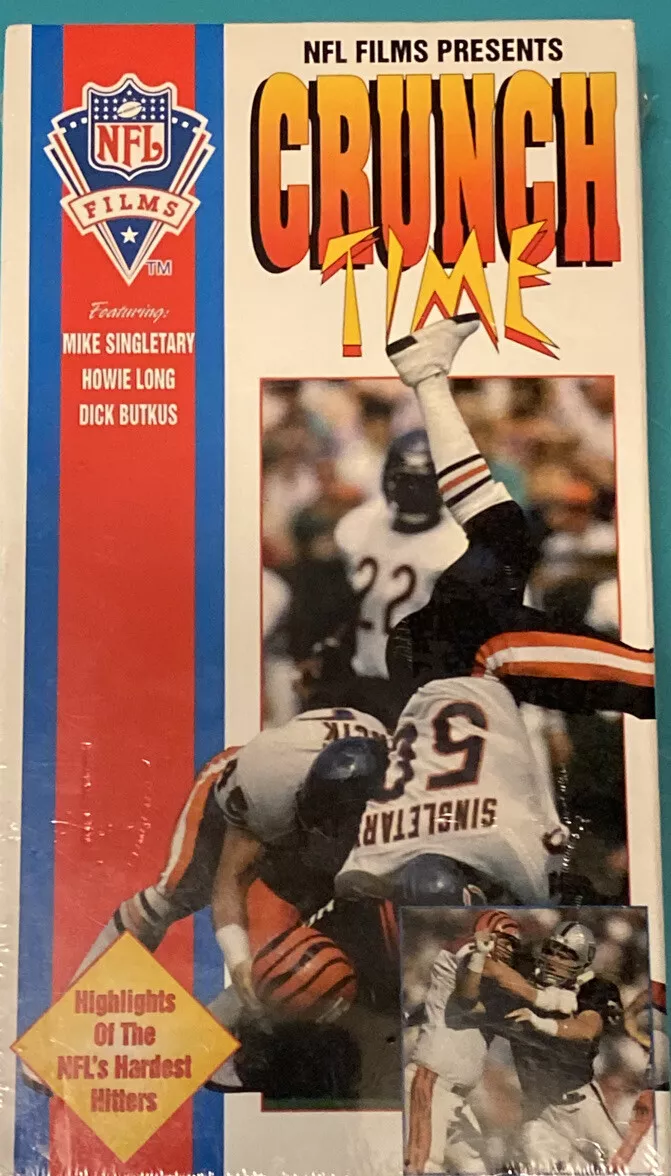 NFL FILMS PRESENTS
CRUNCH
TIME
NFL
FILMS
TM
Featuring:
MIKE SINGLETARY
HOWIE LONG
DICK BUTKUS
22
50
SINGLETARY
Highlights
Of The
NFL's Hardest
Hitters